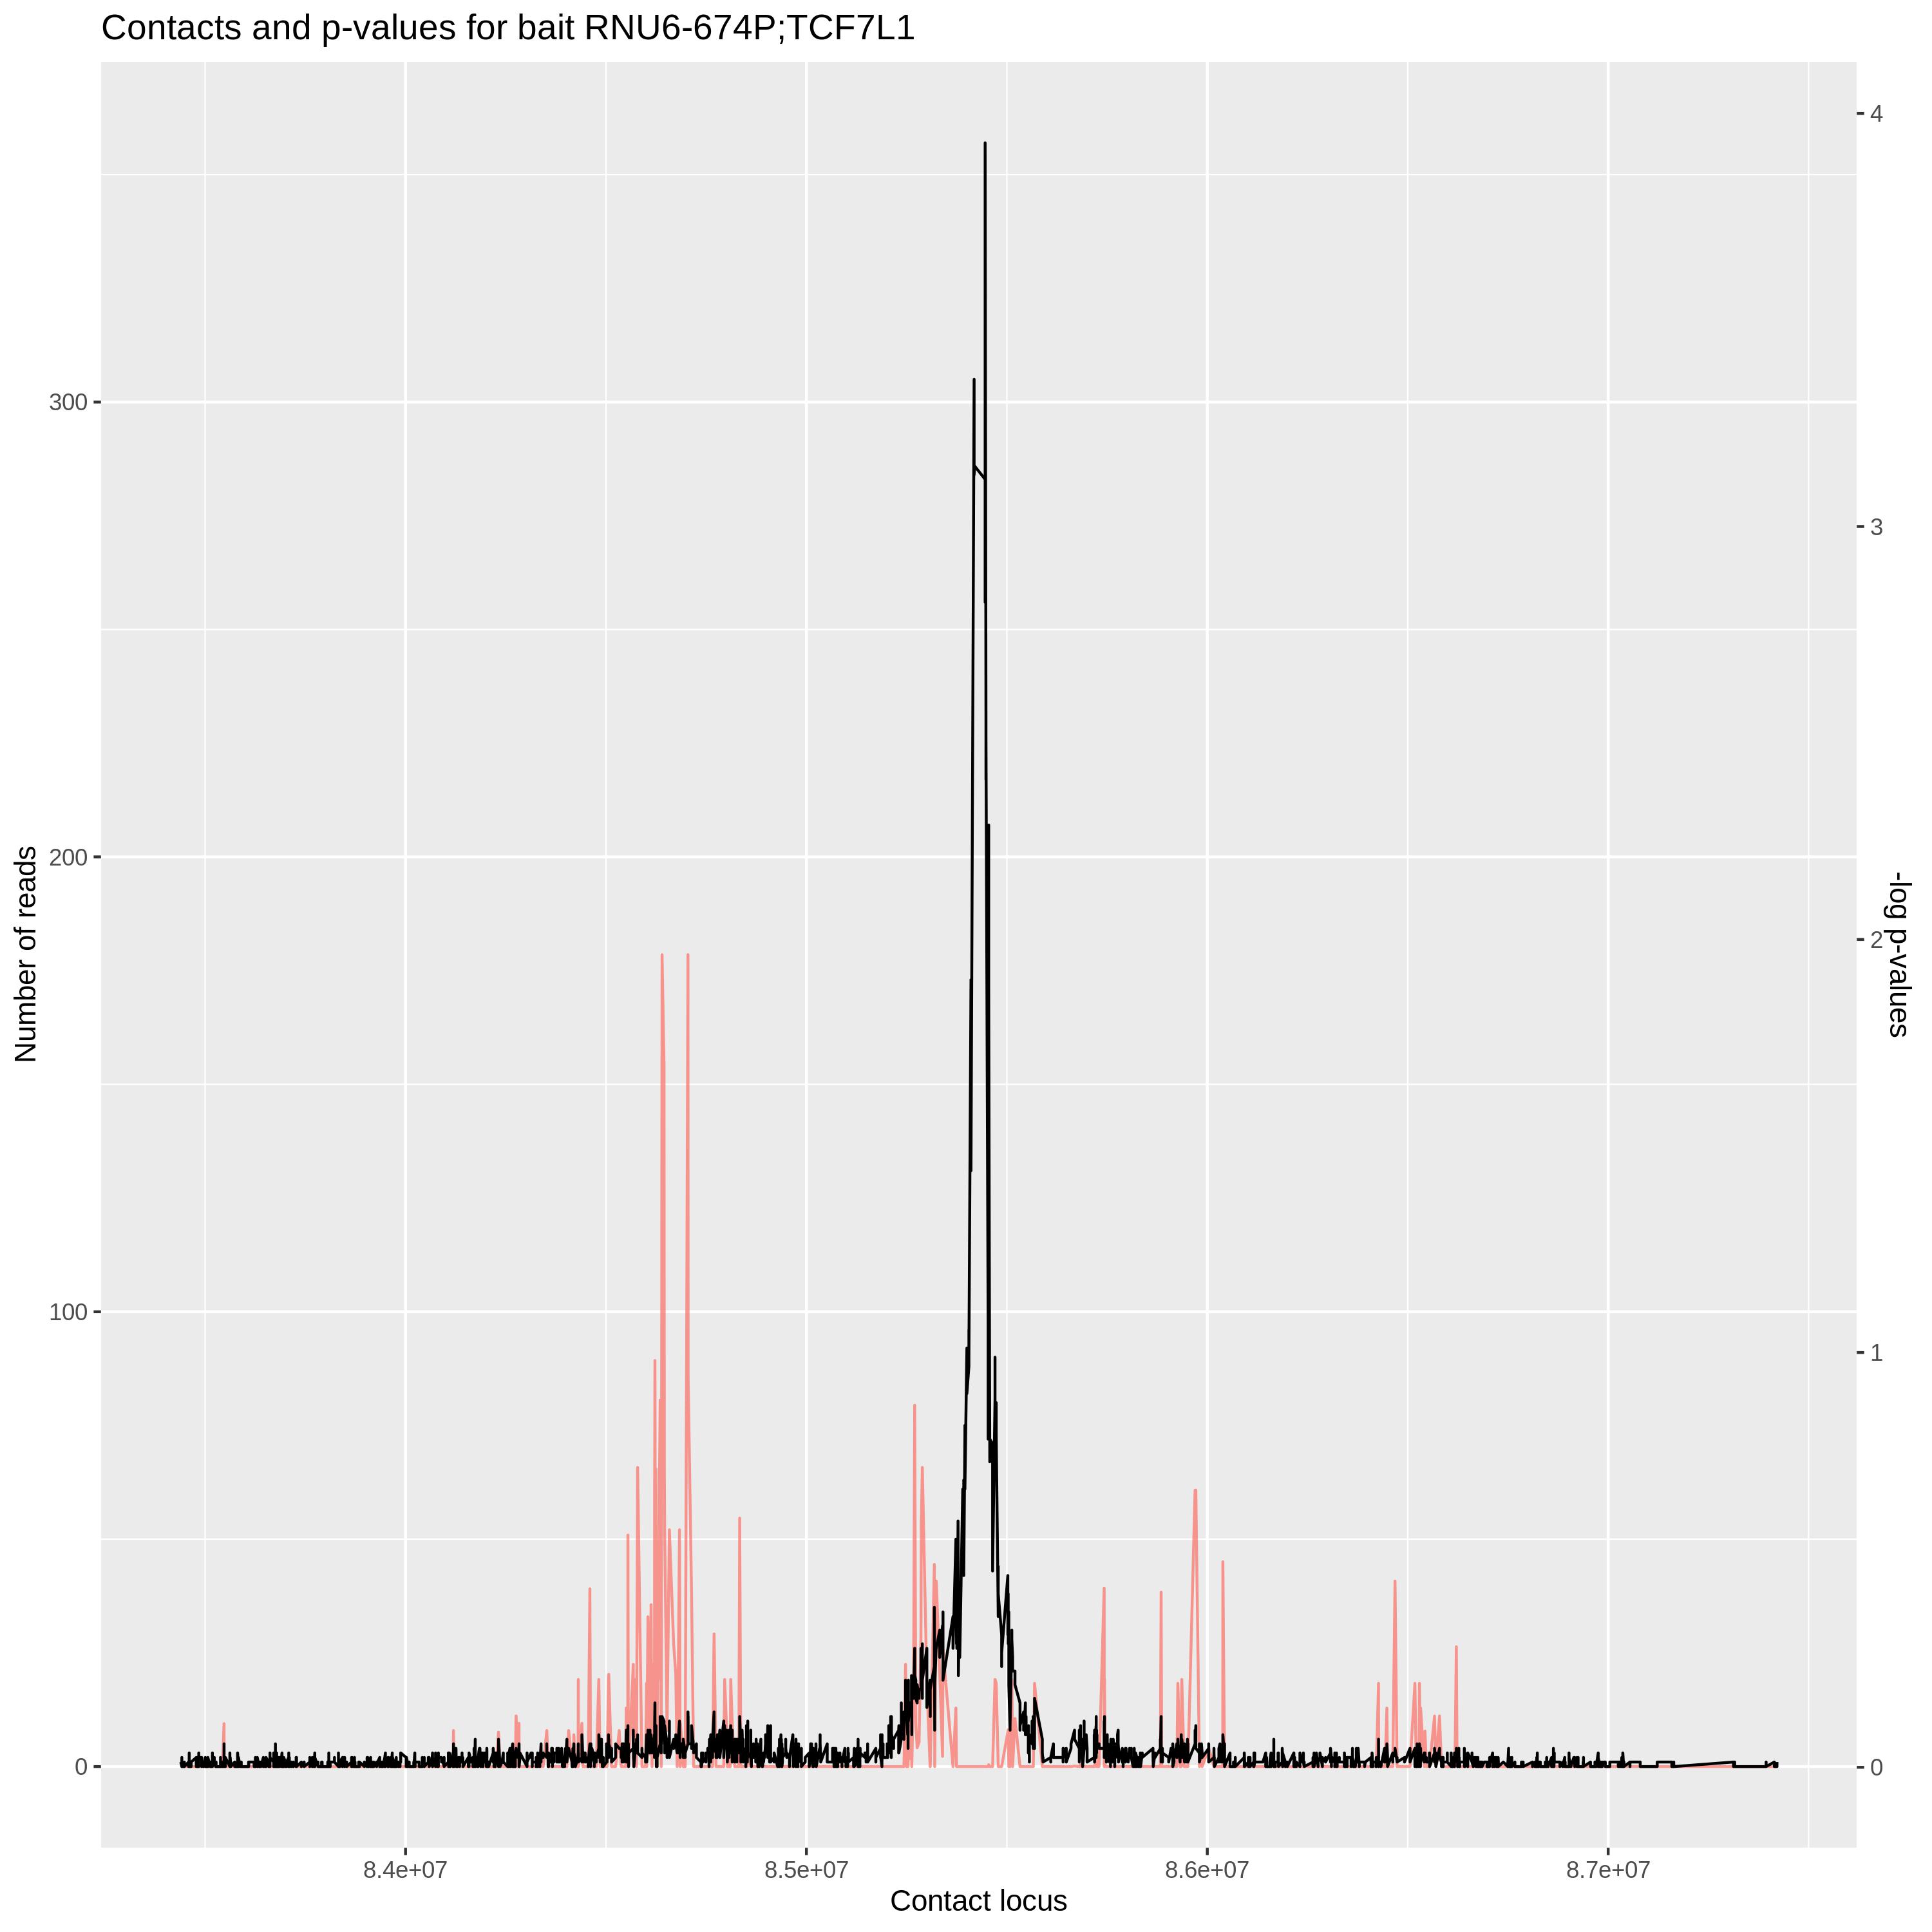 Contacts and p-values for bait RNU6-674P;TCF7L1
4
3
2
1
0
300
200
100
0
Number of reads
-log p-values
8.4e+07 8.5e+07 8.6e+07 8.7e+07
Contact locus